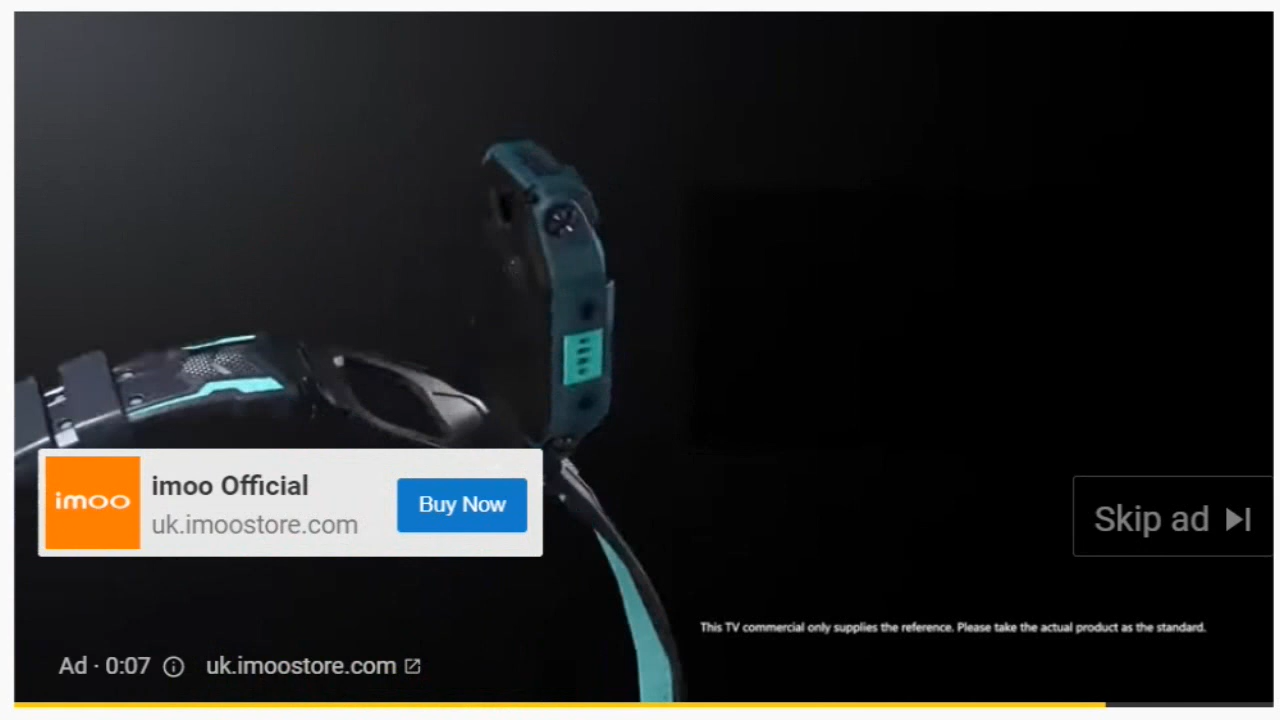 imoo
imoo Official
uk.imoostore.com
Buy Now
Skip ad
This TV commercial only supplies the reference. Please take the actual product as the standard.
Ad · 0:07 uk.imoostore.com